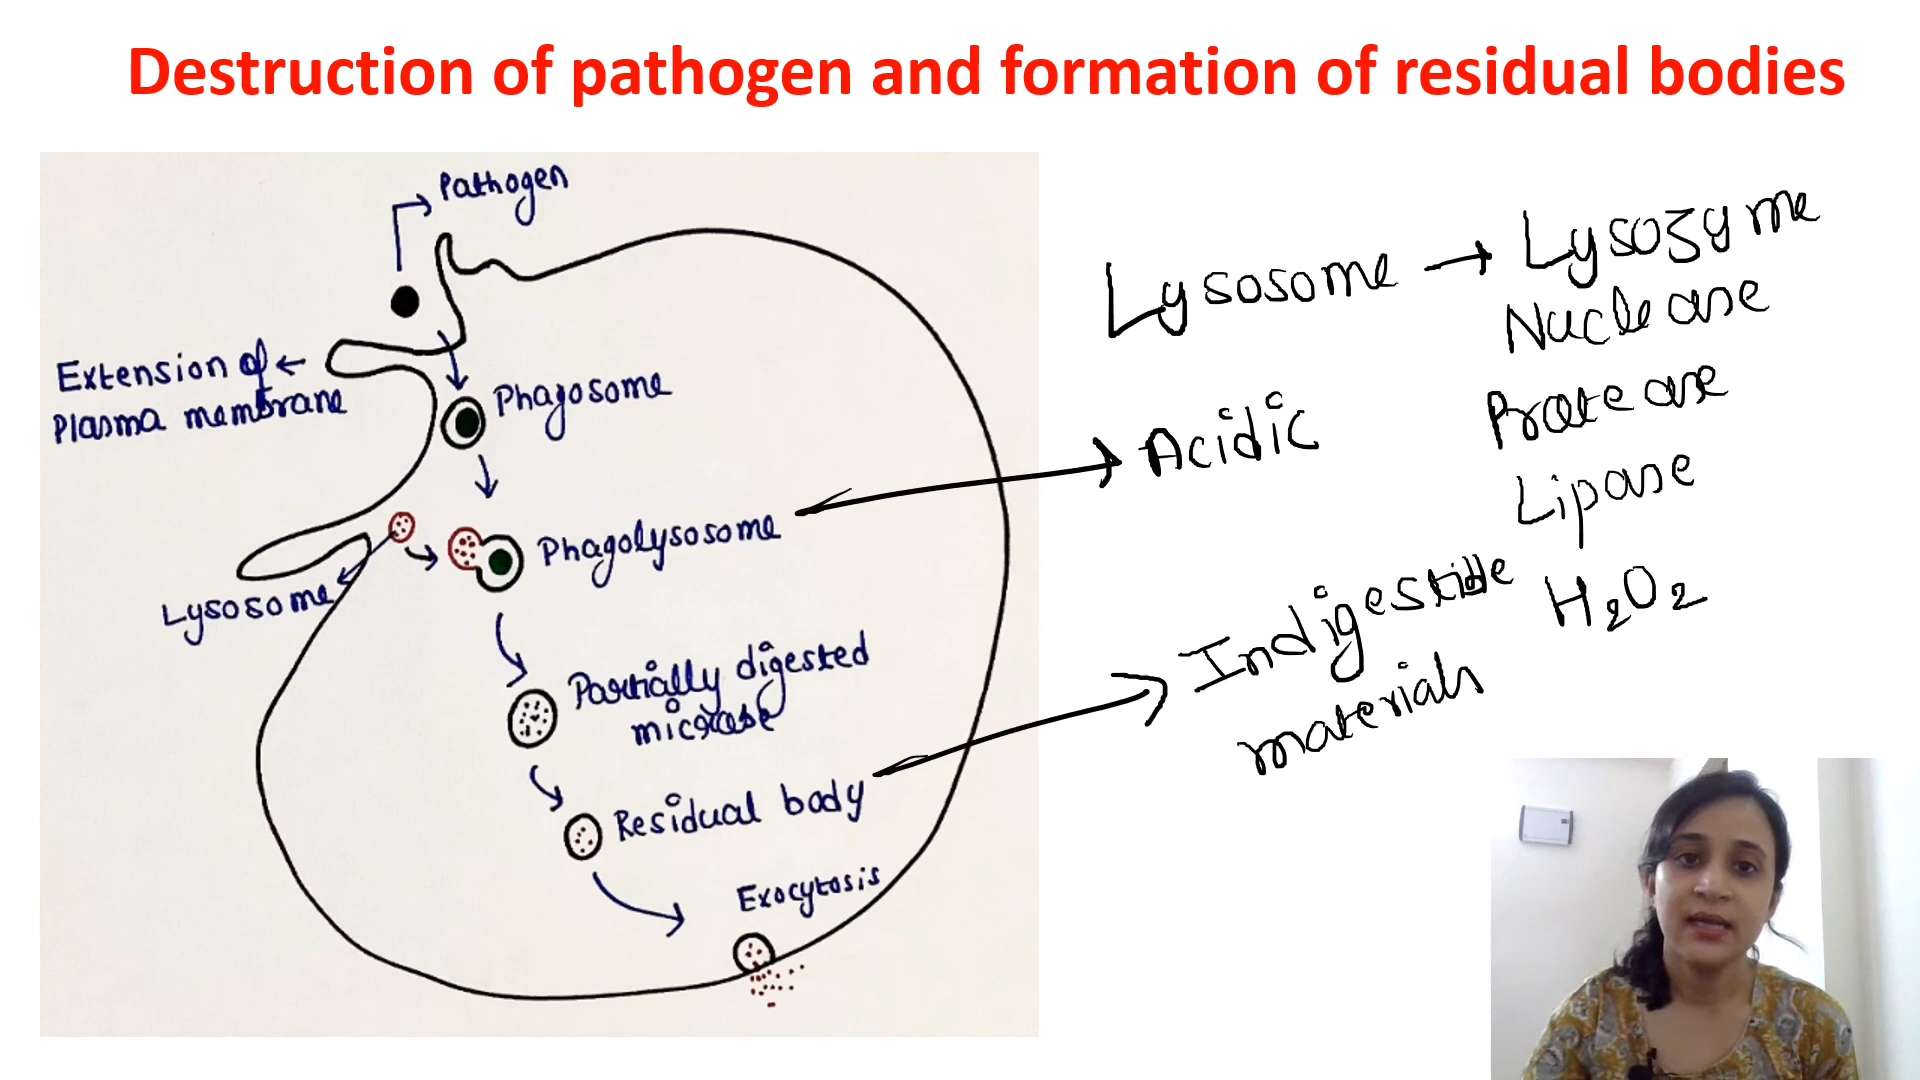 Destruction of pathogen and formation of residual bodies
Pathogen
Extension of
Plasma membrane
Phagosome
Phagolysosome
Lysosome
Partially digested
microbe
Residual body
Exocytosis
Lysosome → Lysozyme
Nuclease
Protease
Lipase
H2O2
Acidic
Indigestible
materials